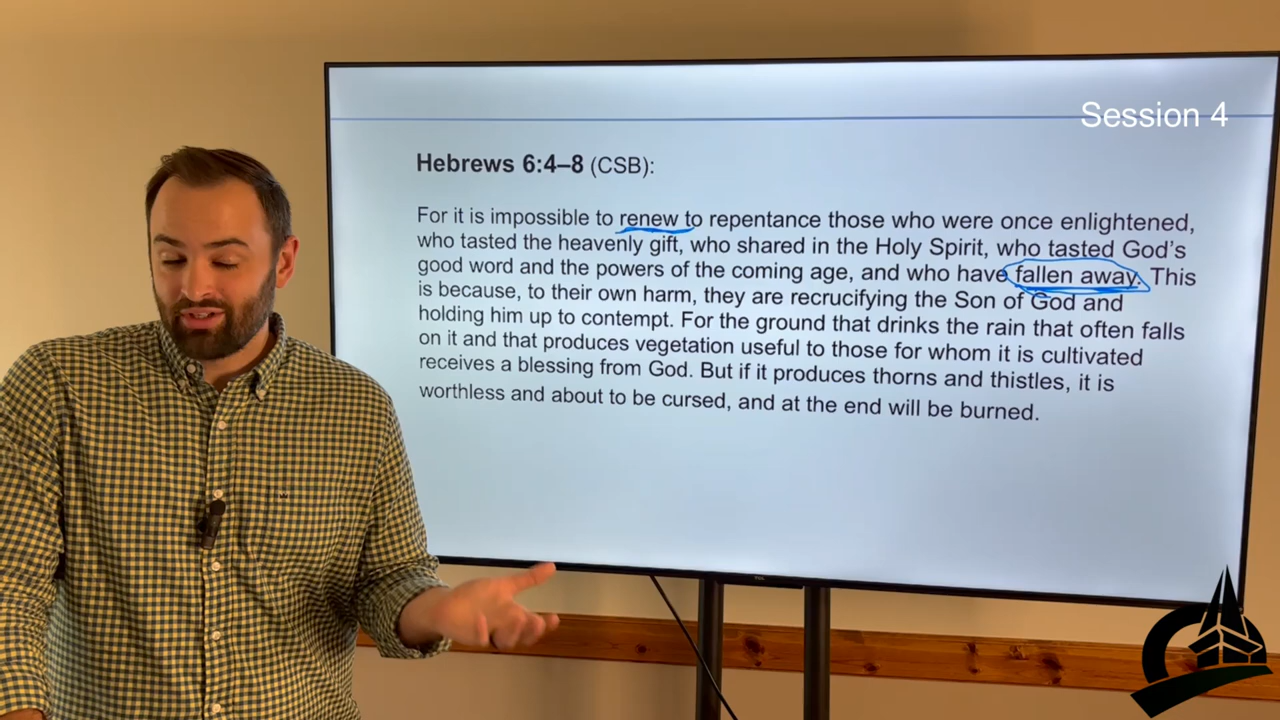 Session 4
Hebrews 6:4–8 (CSB):
For it is impossible to renew to repentance those who were once enlightened,
who tasted the heavenly gift, who shared in the Holy Spirit, who tasted God's
good word and the powers of the coming age, and who have fallen away. This
is because, to their own harm, they are recrucifying the Son of God and
holding him up to contempt. For the ground that drinks the rain that often falls
on it and that produces vegetation useful to those for whom it is cultivated
receives a blessing from God. But if it produces thorns and thistles, it is
worthless and about to be cursed, and at the end will be burned.
TCL